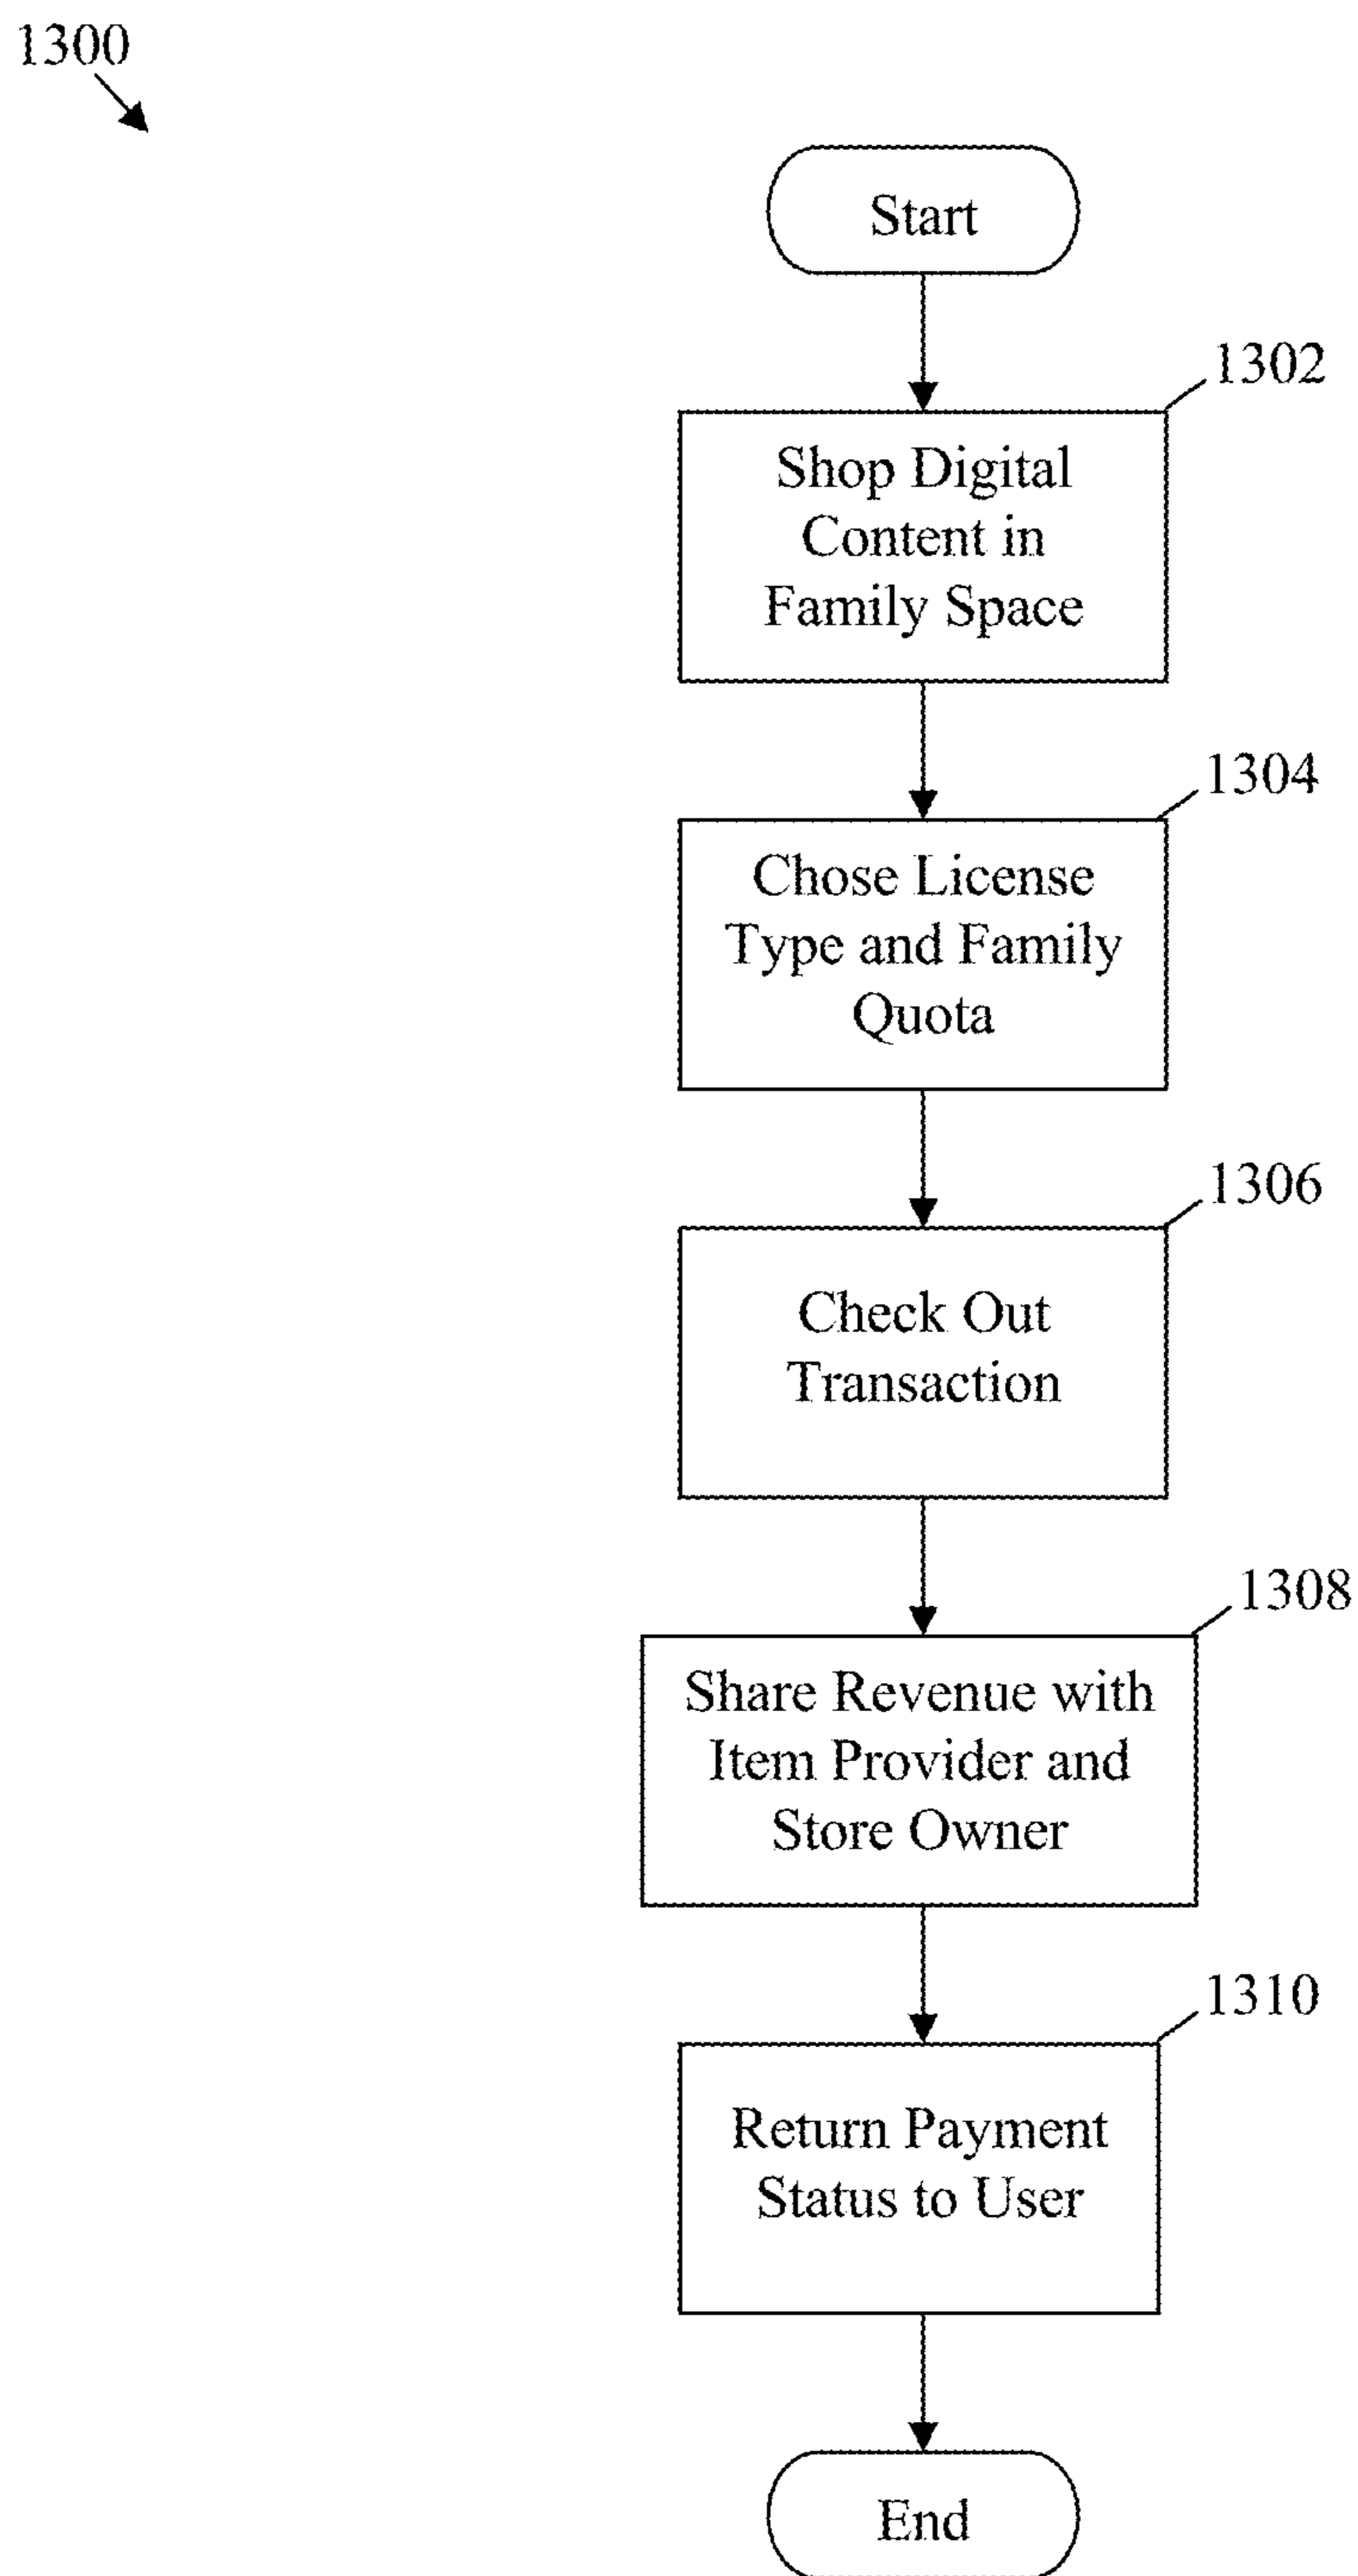 1300
Start
1302
Shop Digital
Content in
Family Space
1304
Chose License
Type and Family
Quota
1306
Check Out
Transaction
1308
Share Revenue with
Item Provider and
Store Owner
1310
Return Payment
Status to User
End